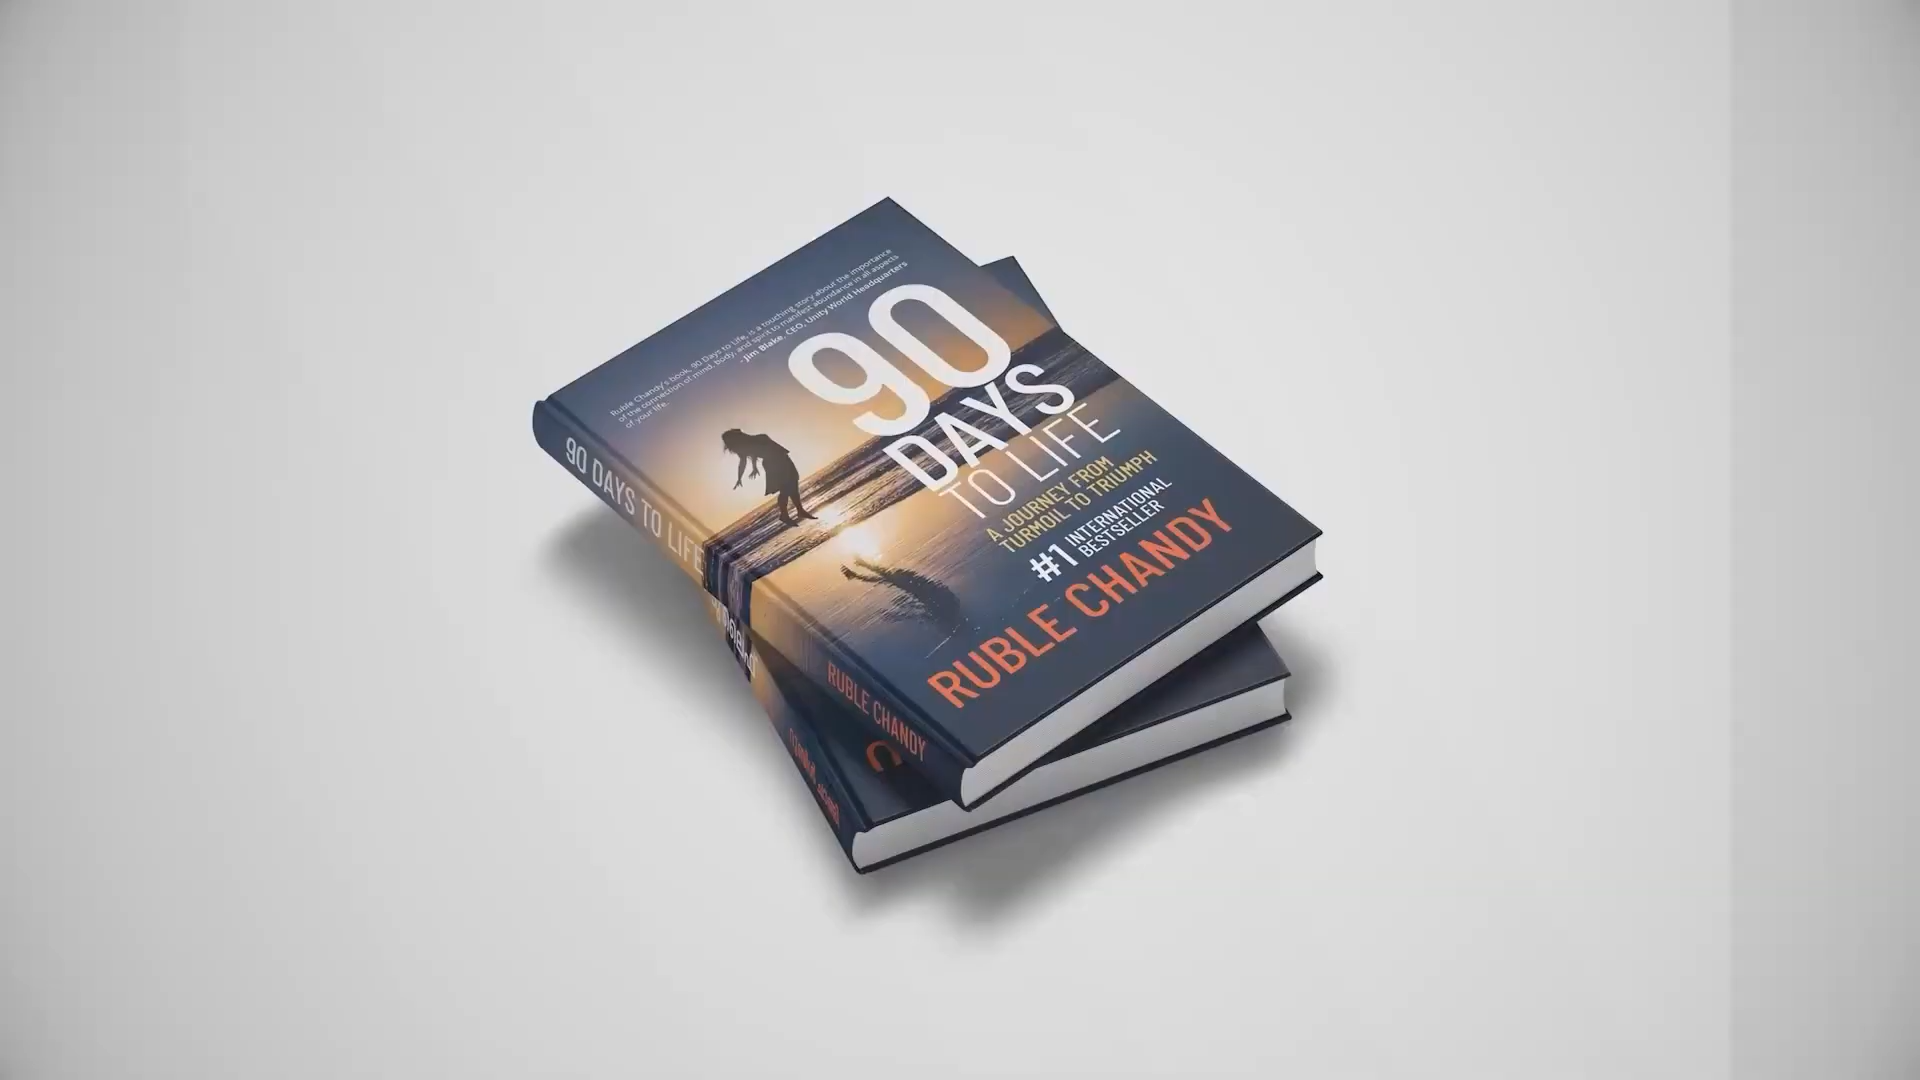 Ruble Chandy's book, 90 Days to Life, is a touching story about the importance
of the connection of mind, body, and spirit to manifest abundance in all aspects
of your life.
- Jim Blake, CEO, Unity World Headquarters
90
DAYS
TO LIFE
A JOURNEY FROM
TURMOIL TO TRIUMPH
#1 INTERNATIONAL
BESTSELLER
RUBLE CHANDY
90 DAYS TO LIFE
RUBLE CHANDY